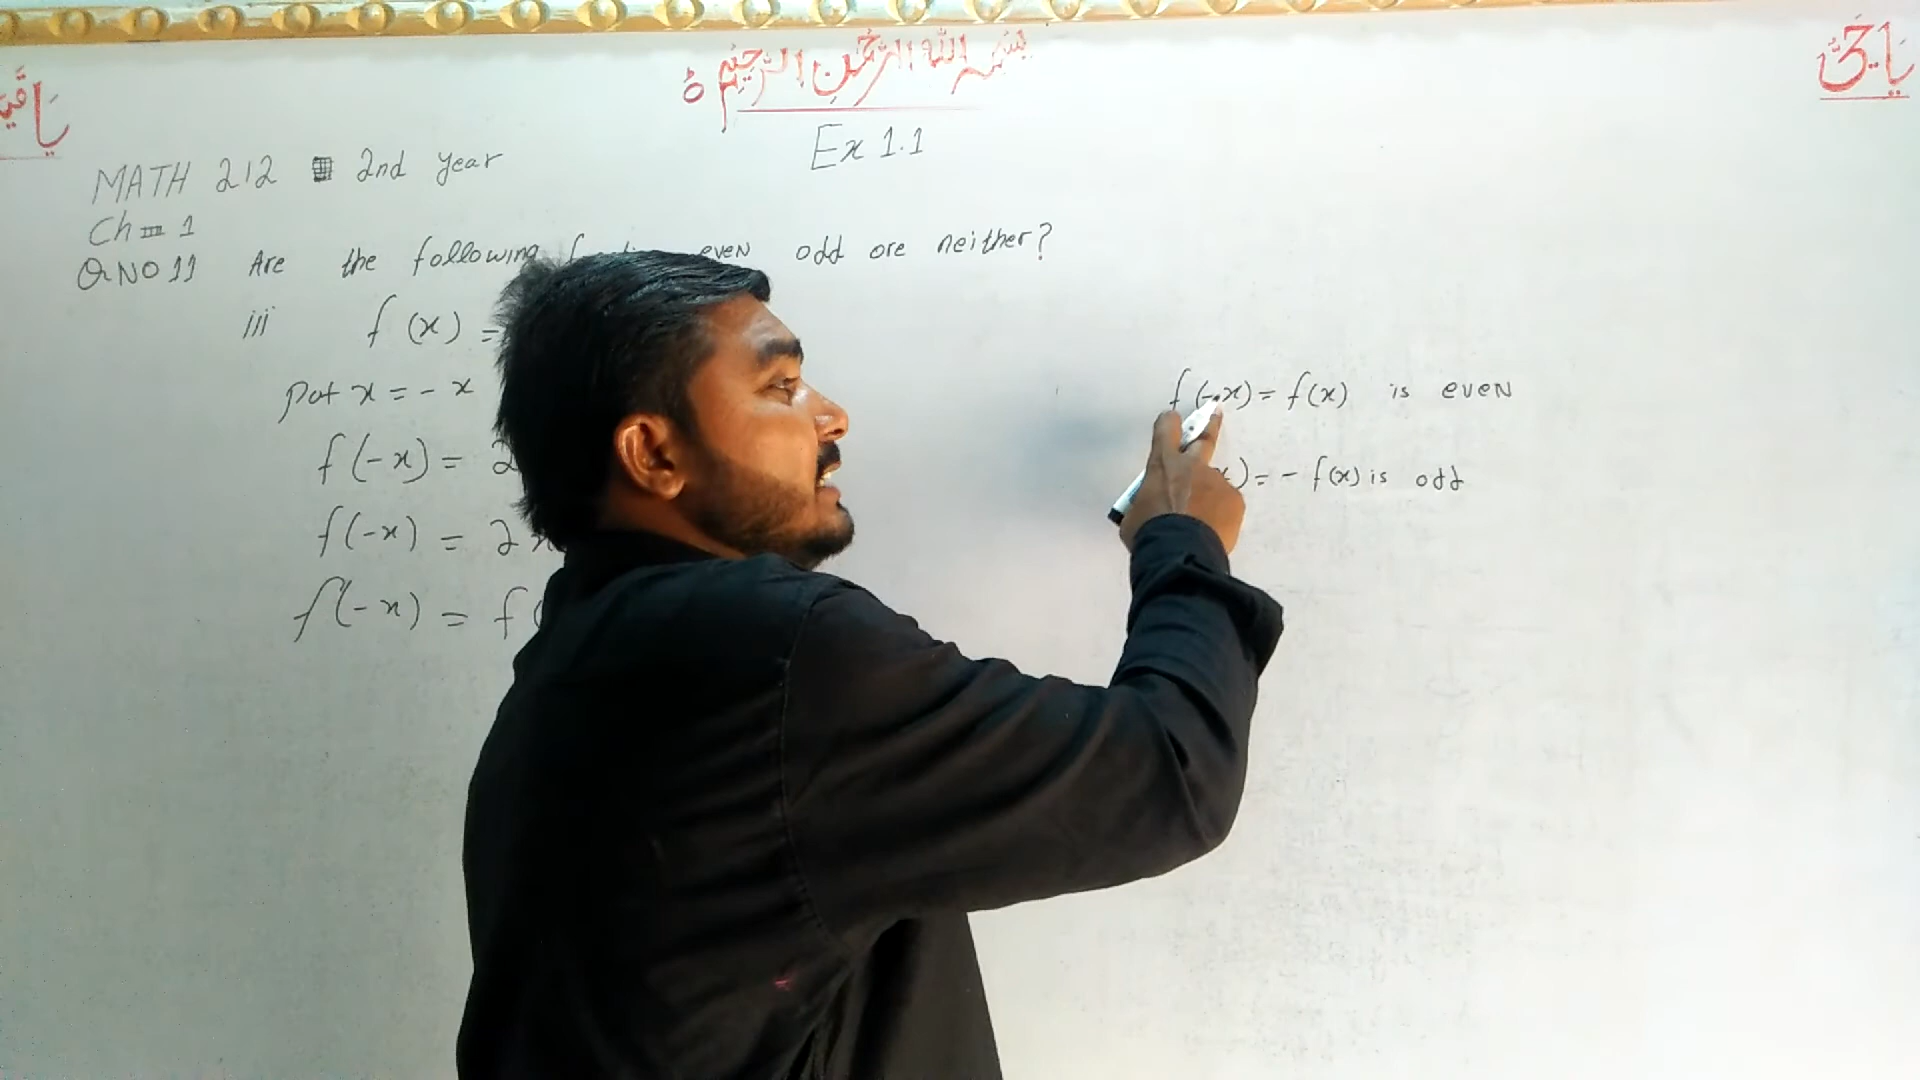 بسم اللہ الرحمٰن الرحیم ہ
یَا حَیُّ
Ex 1.1
MATH 212 2nd year
Ch 1
Q NO 11 Are the following even odd ore neither?
iii f(x) =
put x = -x
f(-x) = 2
f(-x) = 2x
f(-x) = f(
f(-x) = f(x) is even
) = - f(x) is odd